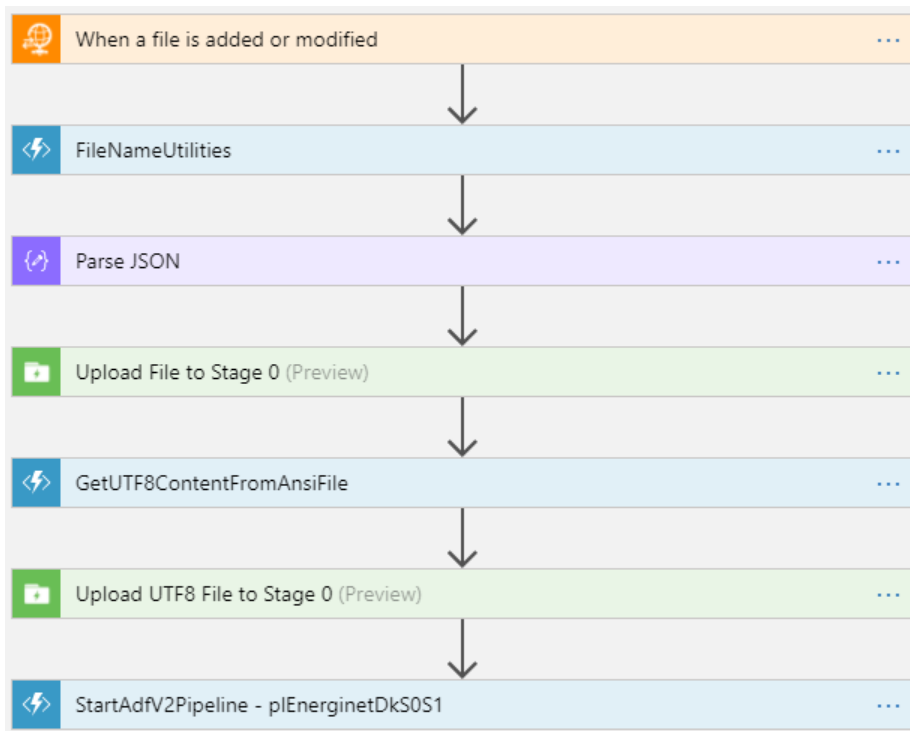 When a file is added or modified
FileNameUtilities
Parse JSON
Upload File to Stage 0 (Preview)
GetUTF8ContentFromAnsiFile
Upload UTF8 File to Stage 0 (Preview)
StartAdfV2Pipeline - plEnerginetDkS0S1